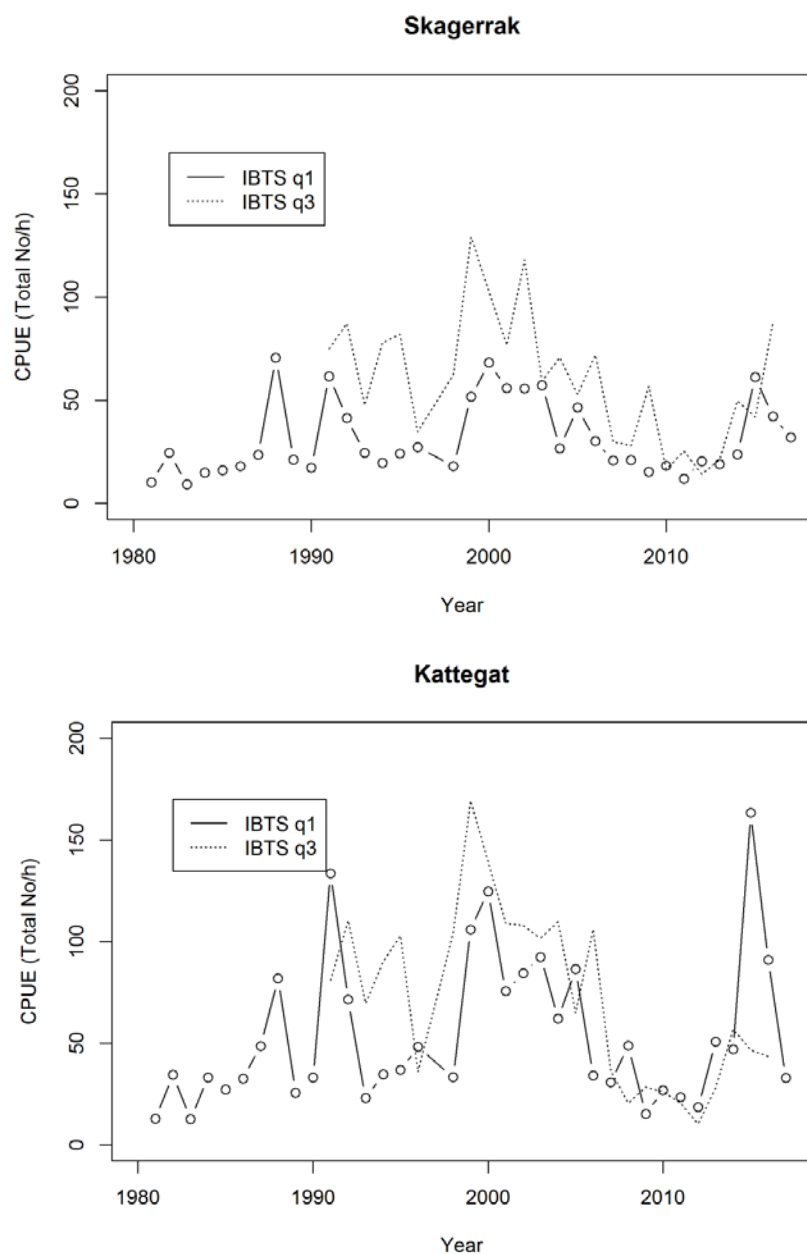 Skagerrak
200
150
100
50
0
CPUE (Total No/h)
IBTS q1
IBTS q3
1980 1990 2000 2010
Year
Kattegat
200
150
100
50
0
CPUE (Total No/h)
IBTS q1
IBTS q3
1980 1990 2000 2010
Year